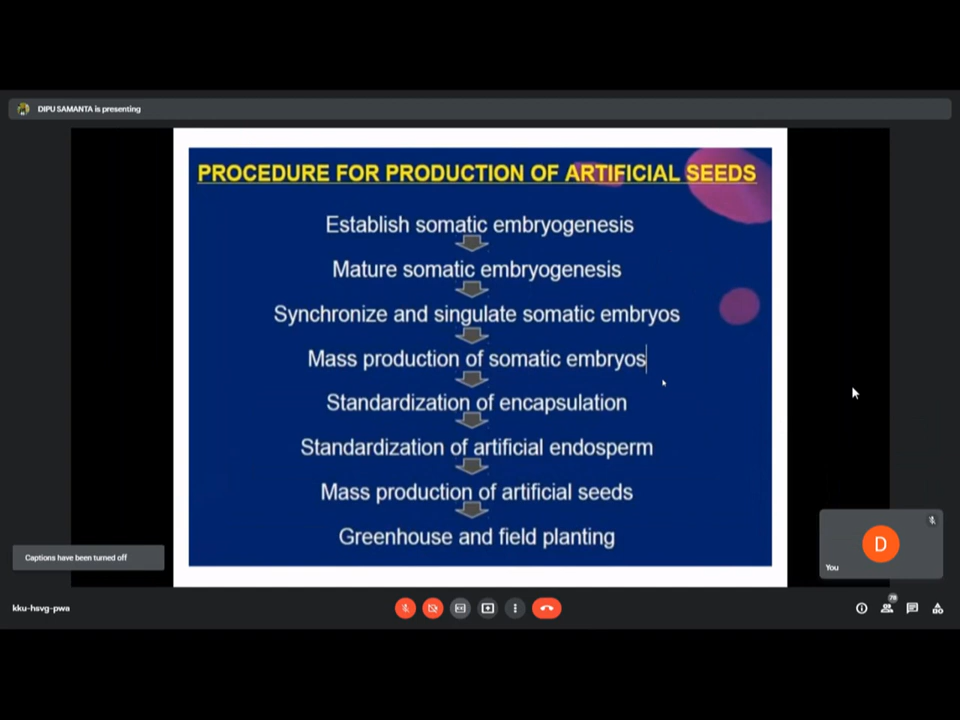 DIPU SAMANTA is presenting
PROCEDURE FOR PRODUCTION OF ARTIFICIAL SEEDS
Establish somatic embryogenesis
Mature somatic embryogenesis
Synchronize and singulate somatic embryos
Mass production of somatic embryos
Standardization of encapsulation
Standardization of artificial endosperm
Mass production of artificial seeds
Greenhouse and field planting
Captions have been turned off
D
You
kku-hsvg-pwa
79